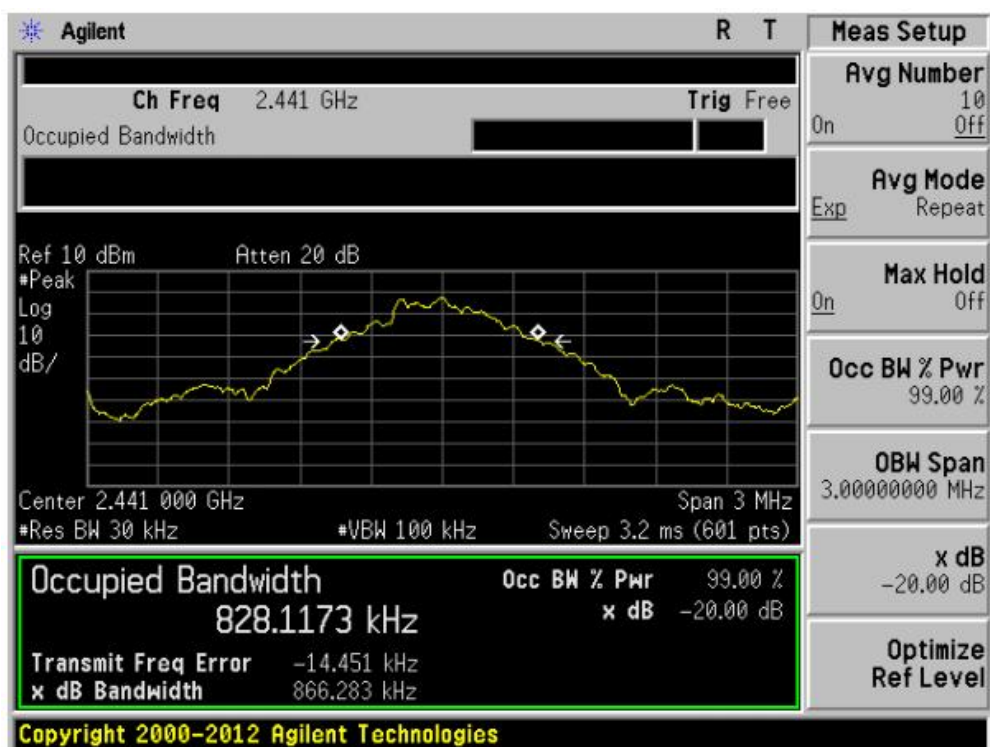 Agilent R T
Ch Freq 2.441 GHz Trig Free
Occupied Bandwidth
Ref 10 dBm Atten 20 dB
#Peak
Log
10
dB/
Center 2.441 000 GHz Span 3 MHz
#Res BW 30 kHz #VBW 100 kHz Sweep 3.2 ms (601 pts)
Occupied Bandwidth Occ BW % Pwr 99.00 %
828.1173 kHz x dB -20.00 dB
Transmit Freq Error -14.451 kHz
x dB Bandwidth 866.283 kHz
Copyright 2000-2012 Agilent Technologies
Meas Setup
Avg Number
10
On Off
Avg Mode
Exp Repeat
Max Hold
On Off
Occ BW % Pwr
99.00 %
OBW Span
3.00000000 MHz
x dB
-20.00 dB
Optimize
Ref Level